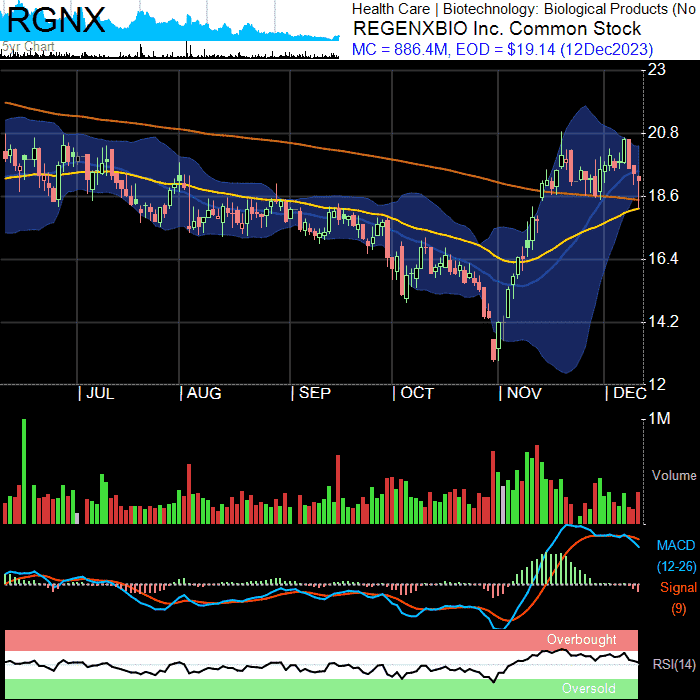 RGNX
5yr Chart
Health Care | Biotechnology: Biological Products (No
REGENXBIO Inc. Common Stock
MC = 886.4M, EOD = $19.14 (12Dec2023)
23
20.8
18.6
16.4
14.2
12
| JUL | AUG | SEP | OCT | NOV | DEC
1M
Volume
MACD
(12-26)
Signal
(9)
Overbought
RSI(14)
Oversold